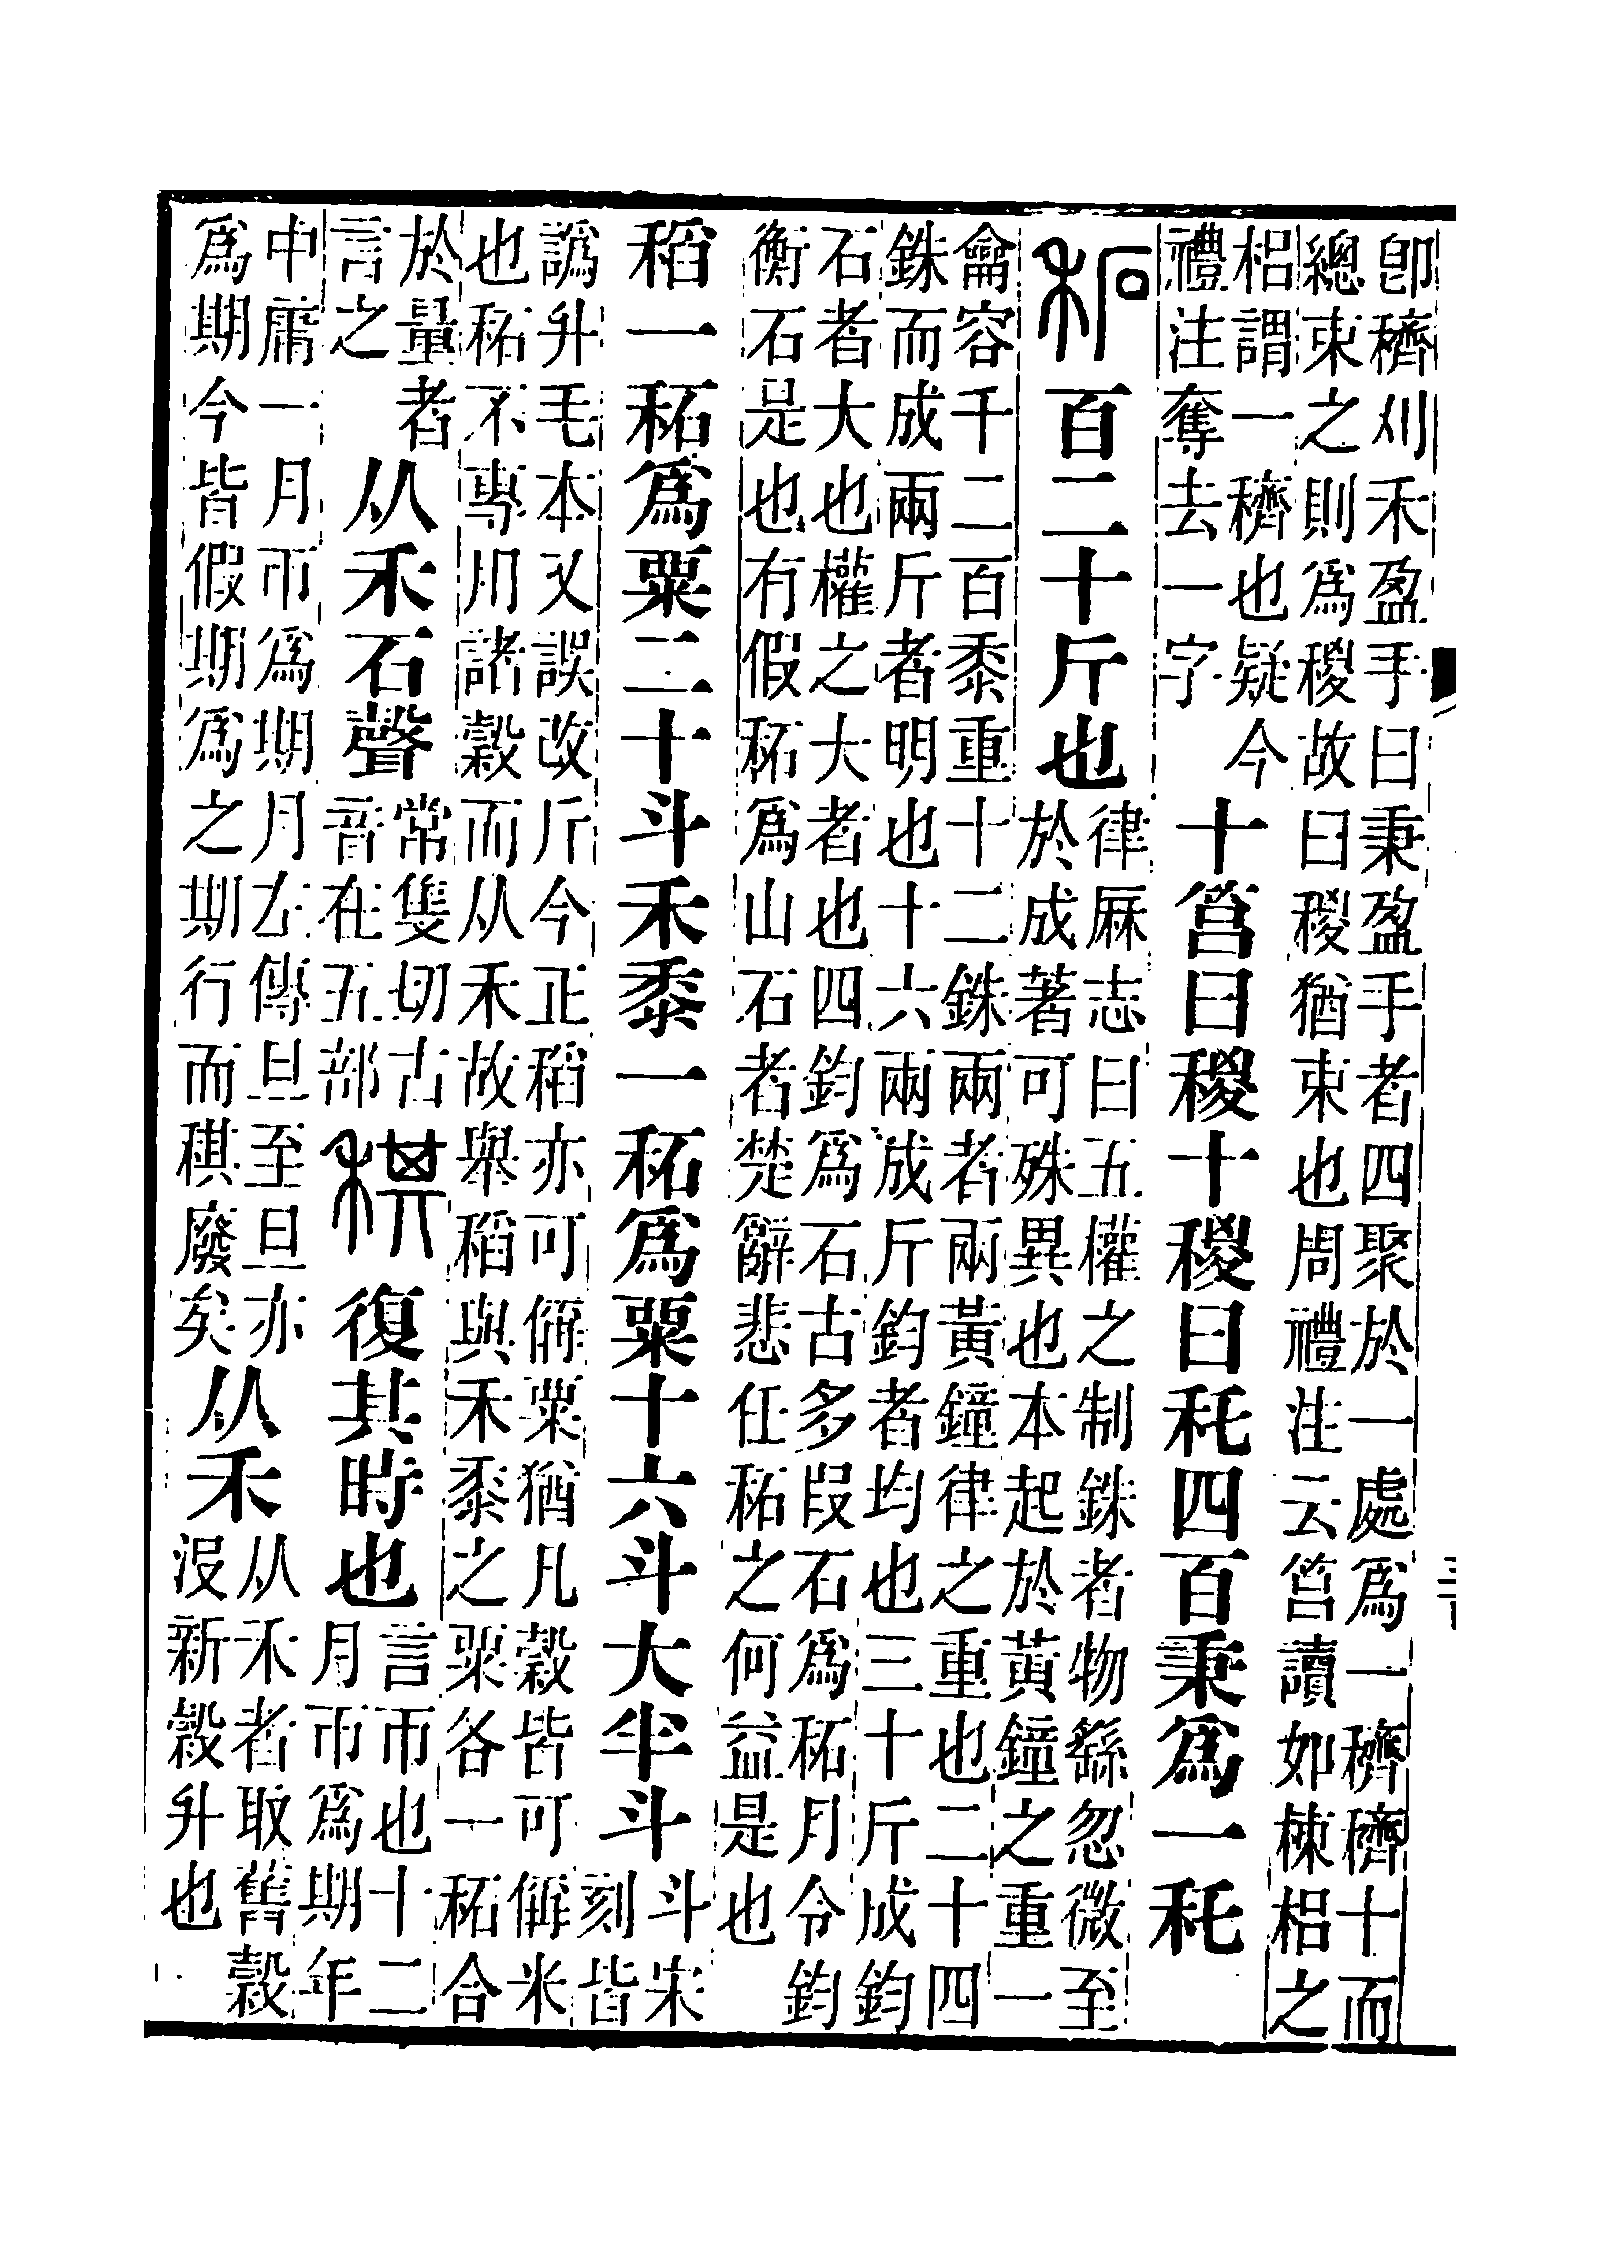 卽穧刈禾盈手曰秉盈手者四聚於一處爲一穧穧十而
總束之則爲稯故曰稯猶束也周禮注云筥讀如棟梠之
梠謂一穧也疑今
禮注奪去一字
十筥曰稯十稯曰秅四百秉爲一秅
䄷百二十斤也
律厤志曰五權之制銖者物繇忽微至
於成著可殊異也本起於黃鐘之重一
龠容千二百黍重十二銖兩者兩黃鐘律之重也二十四
銖而成兩斤者明也十六兩成斤鈞者均也三十斤成鈞
石者大也權之大者也四鈞爲石古多叚石爲䄷月令鈞
衡石是也有假䄷爲山石者楚辭悲任䄷之何益是也
稻一䄷爲粟二十斗禾黍一䄷爲粟十六斗大半斗
斗宋
刻皆
譌升毛本又誤改斤今正稻亦可偁粟猶凡穀皆可偁米
也䄷不專用諸穀而从禾故舉稻與禾黍之粟各一䄷合
於量者
言之
从禾石聲
常隻切古
音在五部
稘復其時也
言帀也十二
月帀爲期年
中庸一月帀爲期月左傳旦至旦亦
爲期今皆假期爲之期行而稘廢矣
从禾
从禾者取舊穀
没新穀升也